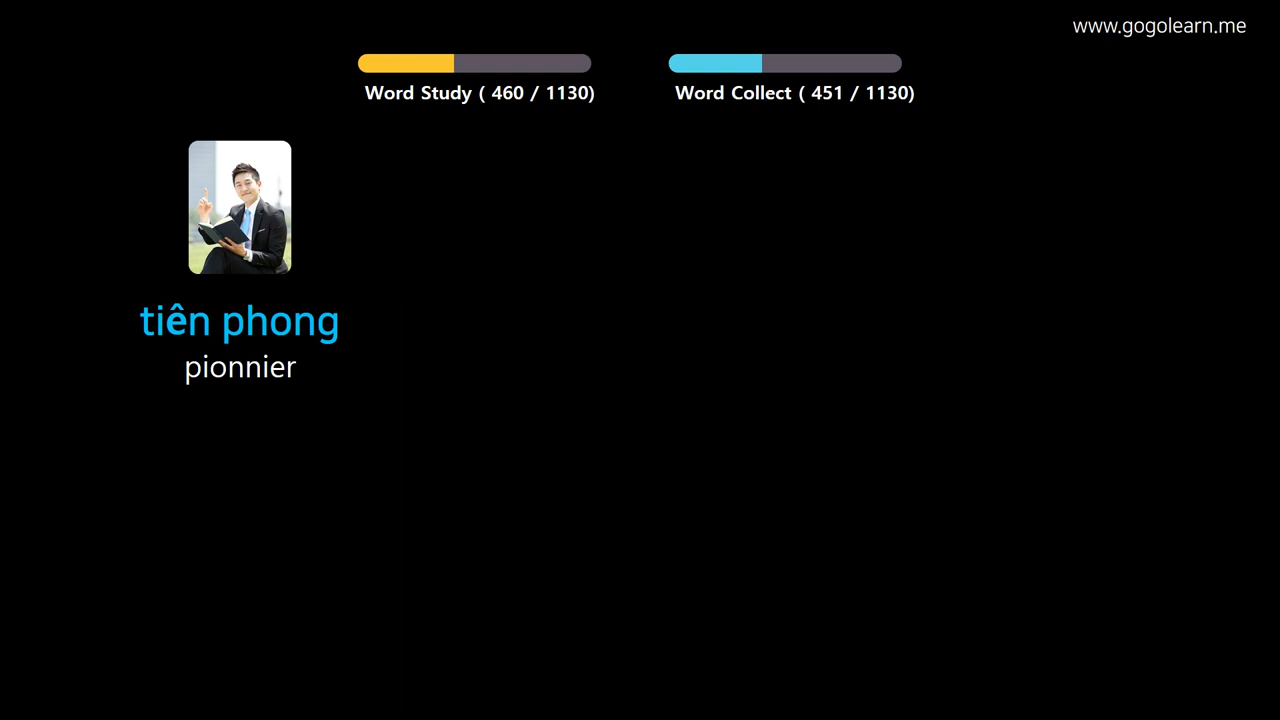 www.gogolearn.me
Word Study ( 460 / 1130)
Word Collect ( 451 / 1130)
tiên phong
pionnier